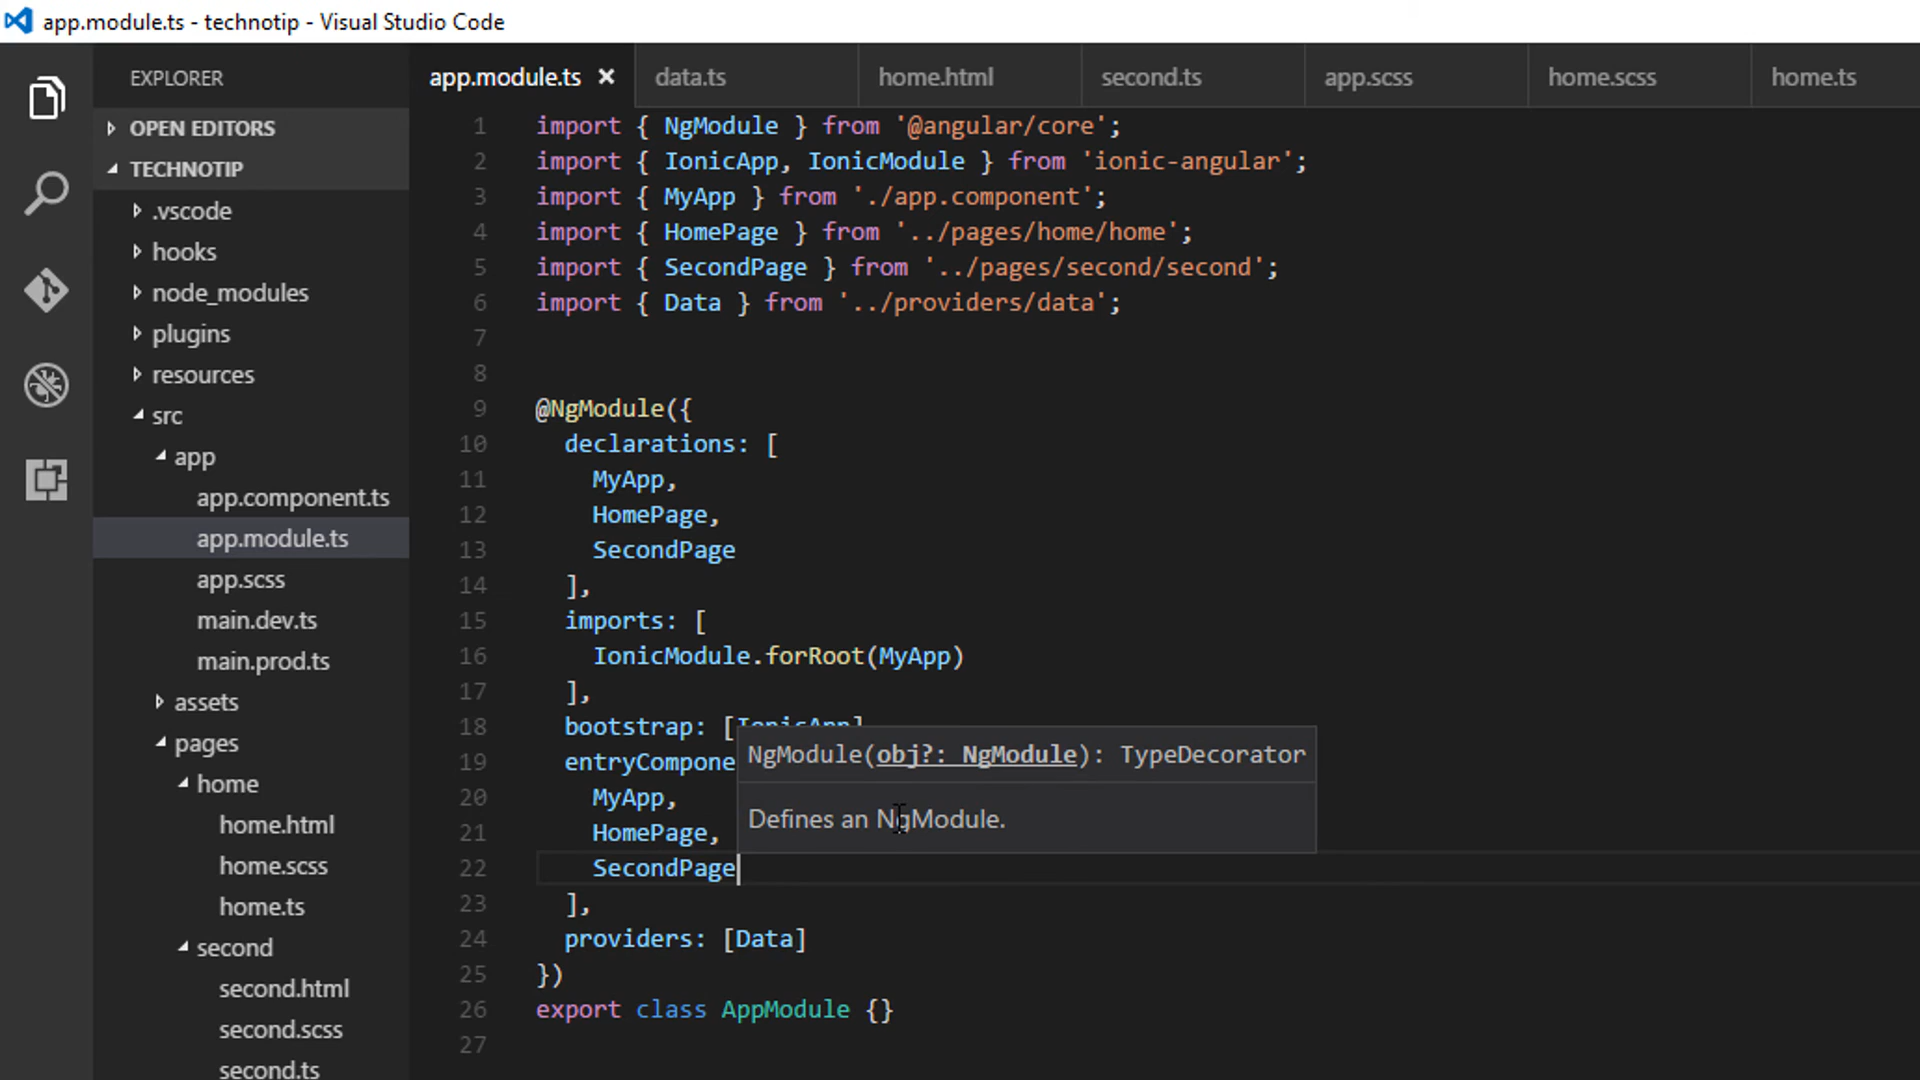 app.module.ts - technotip - Visual Studio Code
EXPLORER
OPEN EDITORS
TECHNOTIP
.vscode
hooks
node_modules
plugins
resources
src
app
app.component.ts
app.module.ts
app.scss
main.dev.ts
main.prod.ts
assets
pages
home
home.html
home.scss
home.ts
second
second.html
second.scss
second.ts
app.module.ts × data.ts home.html second.ts app.scss home.scss home.ts
1 import { NgModule } from '@angular/core';
2 import { IonicApp, IonicModule } from 'ionic-angular';
3 import { MyApp } from './app.component';
4 import { HomePage } from '../pages/home/home';
5 import { SecondPage } from '../pages/second/second';
6 import { Data } from '../providers/data';
7
8
9 @NgModule({
10 declarations: [
11 MyApp,
12 HomePage,
13 SecondPage
14 ],
15 imports: [
16 IonicModule.forRoot(MyApp)
17 ],
18 bootstrap: [IonicApp]
19 entryCompone
20 MyApp,
21 HomePage,
22 SecondPage
23 ],
24 providers: [Data]
25 })
26 export class AppModule {}
27
NgModule(obj?: NgModule): TypeDecorator
Defines an NgModule.